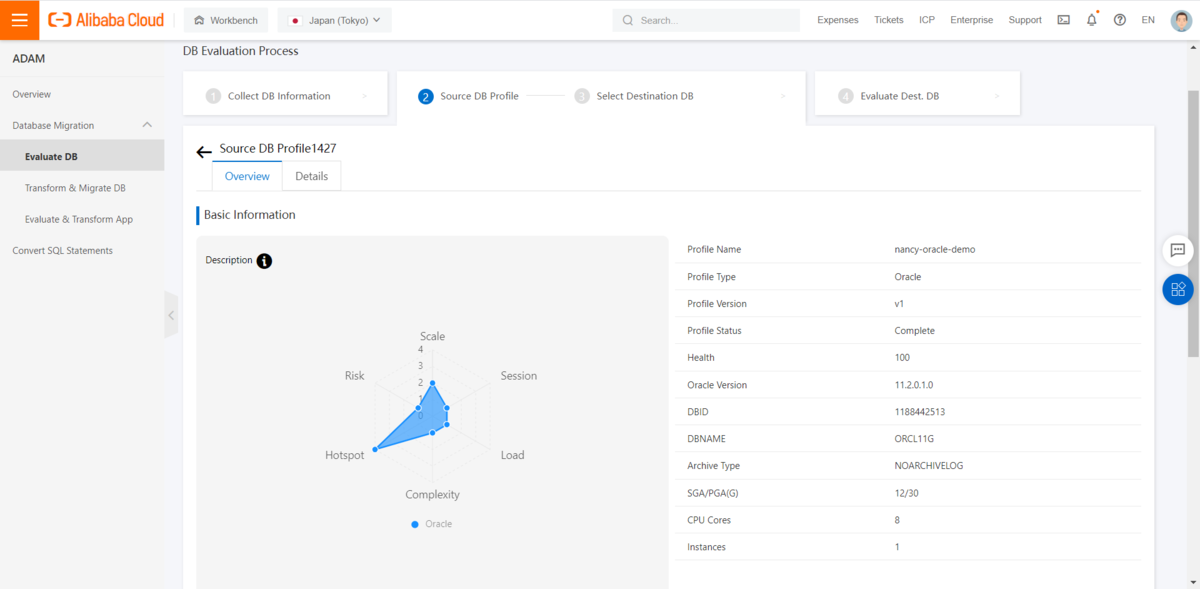 Alibaba Cloud
Workbench
Japan (Tokyo)
Search...
Expenses
Tickets
ICP
Enterprise
Support
EN
ADAM
Overview
Database Migration
Evaluate DB
Transform & Migrate DB
Evaluate & Transform App
Convert SQL Statements
DB Evaluation Process
1 Collect DB Information
2 Source DB Profile
3 Select Destination DB
4 Evaluate Dest. DB
Source DB Profile1427
Overview Details
Basic Information
Description
Scale
4
3
2
1
0
Risk
Session
Hotspot
Load
Complexity
Oracle
Profile Name nancy-oracle-demo
Profile Type Oracle
Profile Version v1
Profile Status Complete
Health 100
Oracle Version 11.2.0.1.0
DBID 1188442513
DBNAME ORCL11G
Archive Type NOARCHIVELOG
SGA/PGA(G) 12/30
CPU Cores 8
Instances 1